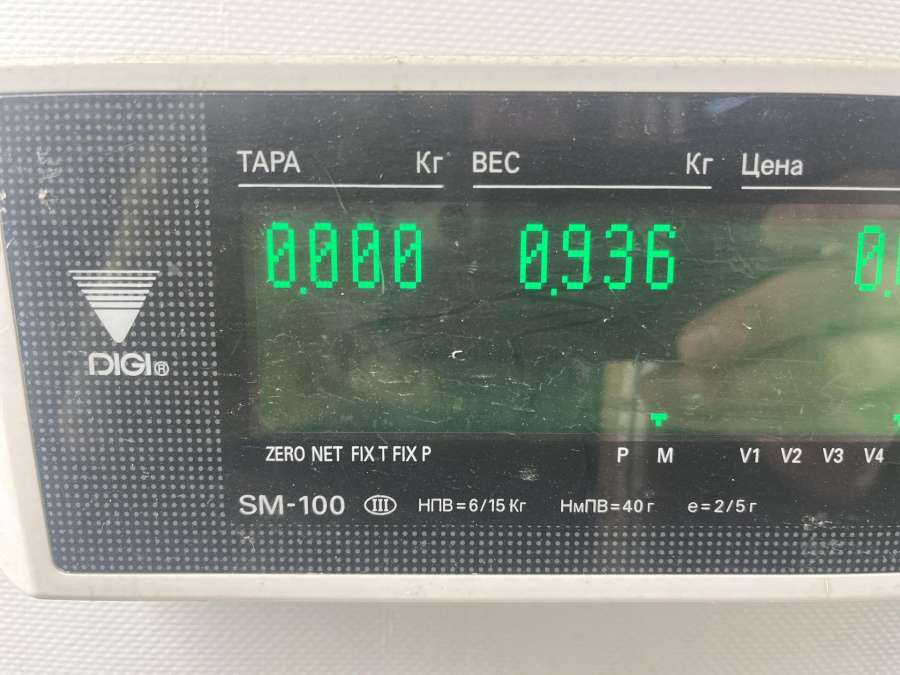 ТАРА Кг ВЕС Кг Цена
0.000 0.936 0.
DIGI®
ZERO NET FIX T FIX P P M V1 V2 V3 V4
SM-100 III НПВ=6/15 Кг НмПВ=40 г e=2/5 г